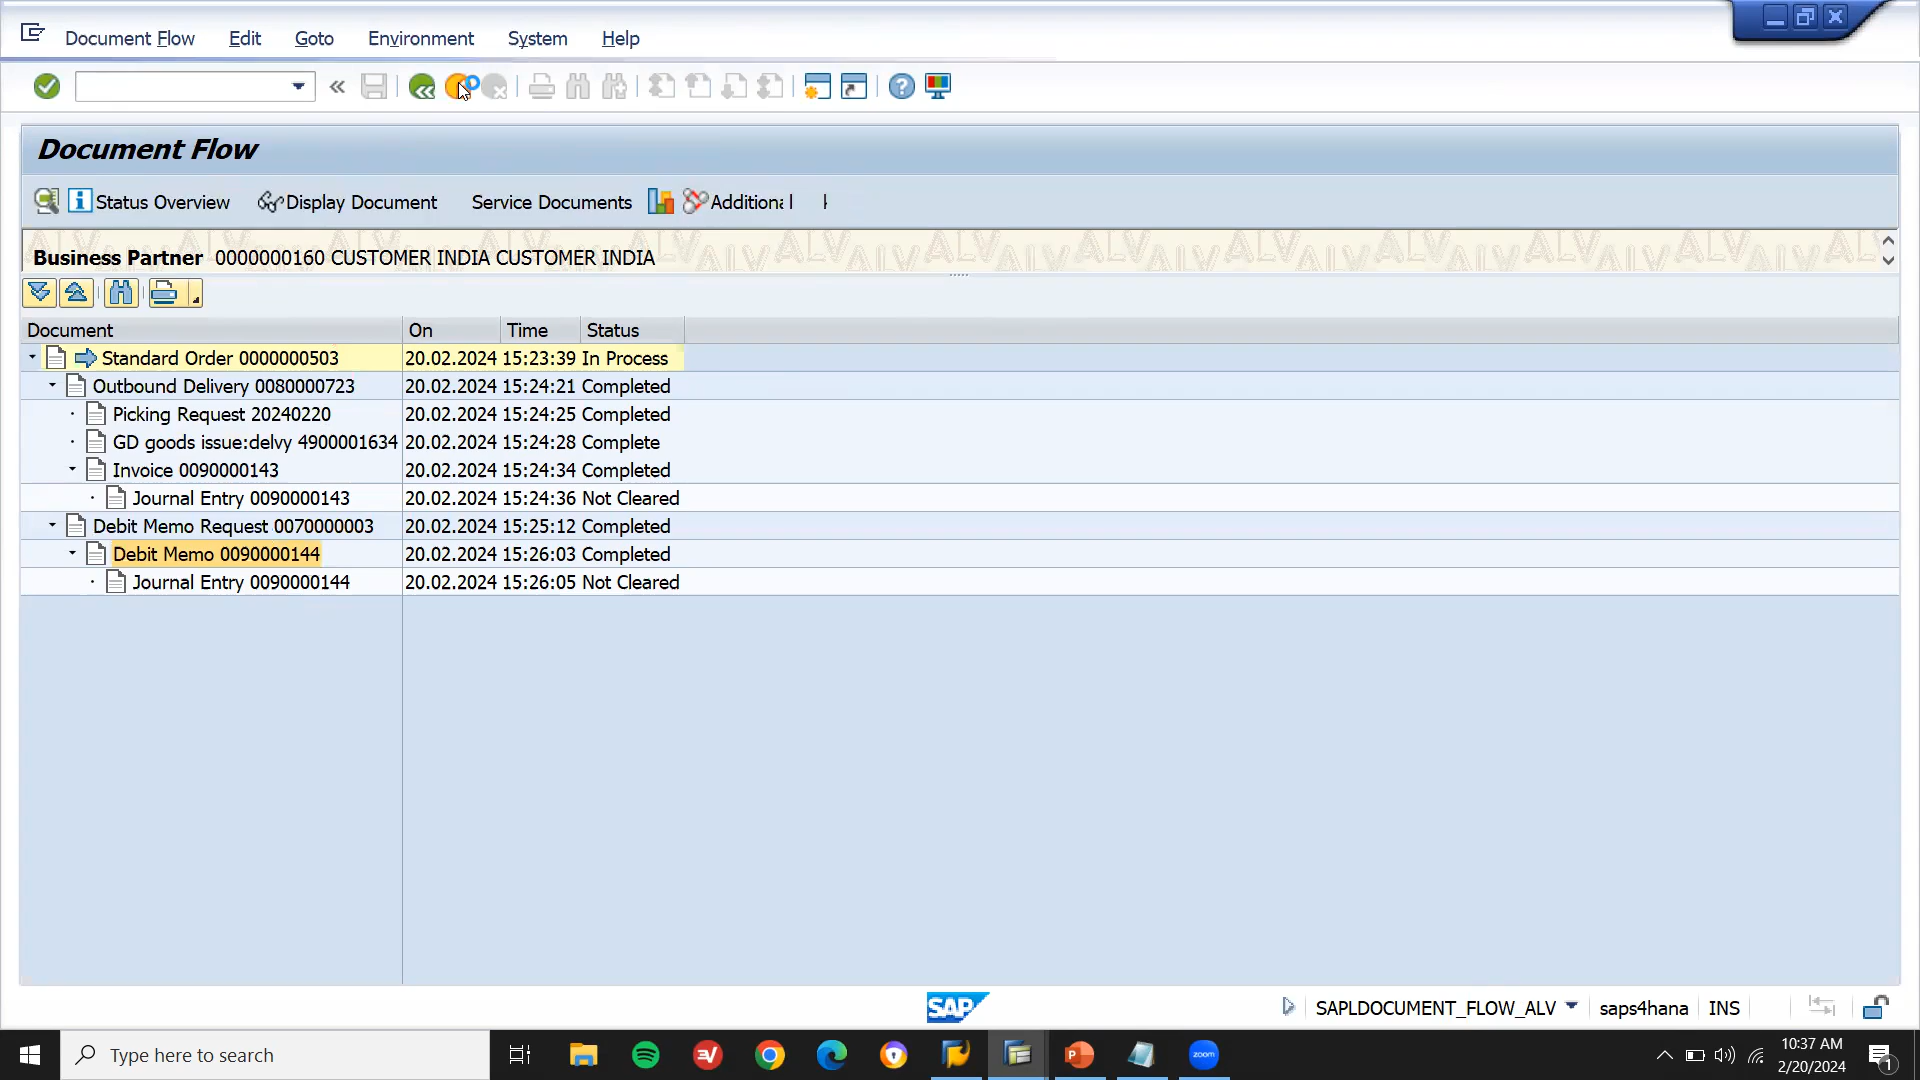 Document Flow Edit Goto Environment System Help
Document Flow
Status Overview Display Document Service Documents Additional
Business Partner 0000000160 CUSTOMER INDIA CUSTOMER INDIA
Document On Time Status
Standard Order 0000000503 20.02.2024 15:23:39 In Process
Outbound Delivery 0080000723 20.02.2024 15:24:21 Completed
Picking Request 20240220 20.02.2024 15:24:25 Completed
GD goods issue:delvy 4900001634 20.02.2024 15:24:28 Complete
Invoice 0090000143 20.02.2024 15:24:34 Completed
Journal Entry 0090000143 20.02.2024 15:24:36 Not Cleared
Debit Memo Request 0070000003 20.02.2024 15:25:12 Completed
Debit Memo 0090000144 20.02.2024 15:26:03 Completed
Journal Entry 0090000144 20.02.2024 15:26:05 Not Cleared
SAP SAPLDOCUMENT_FLOW_ALV saps4hana INS
Type here to search
zoom
10:37 AM
2/20/2024
1